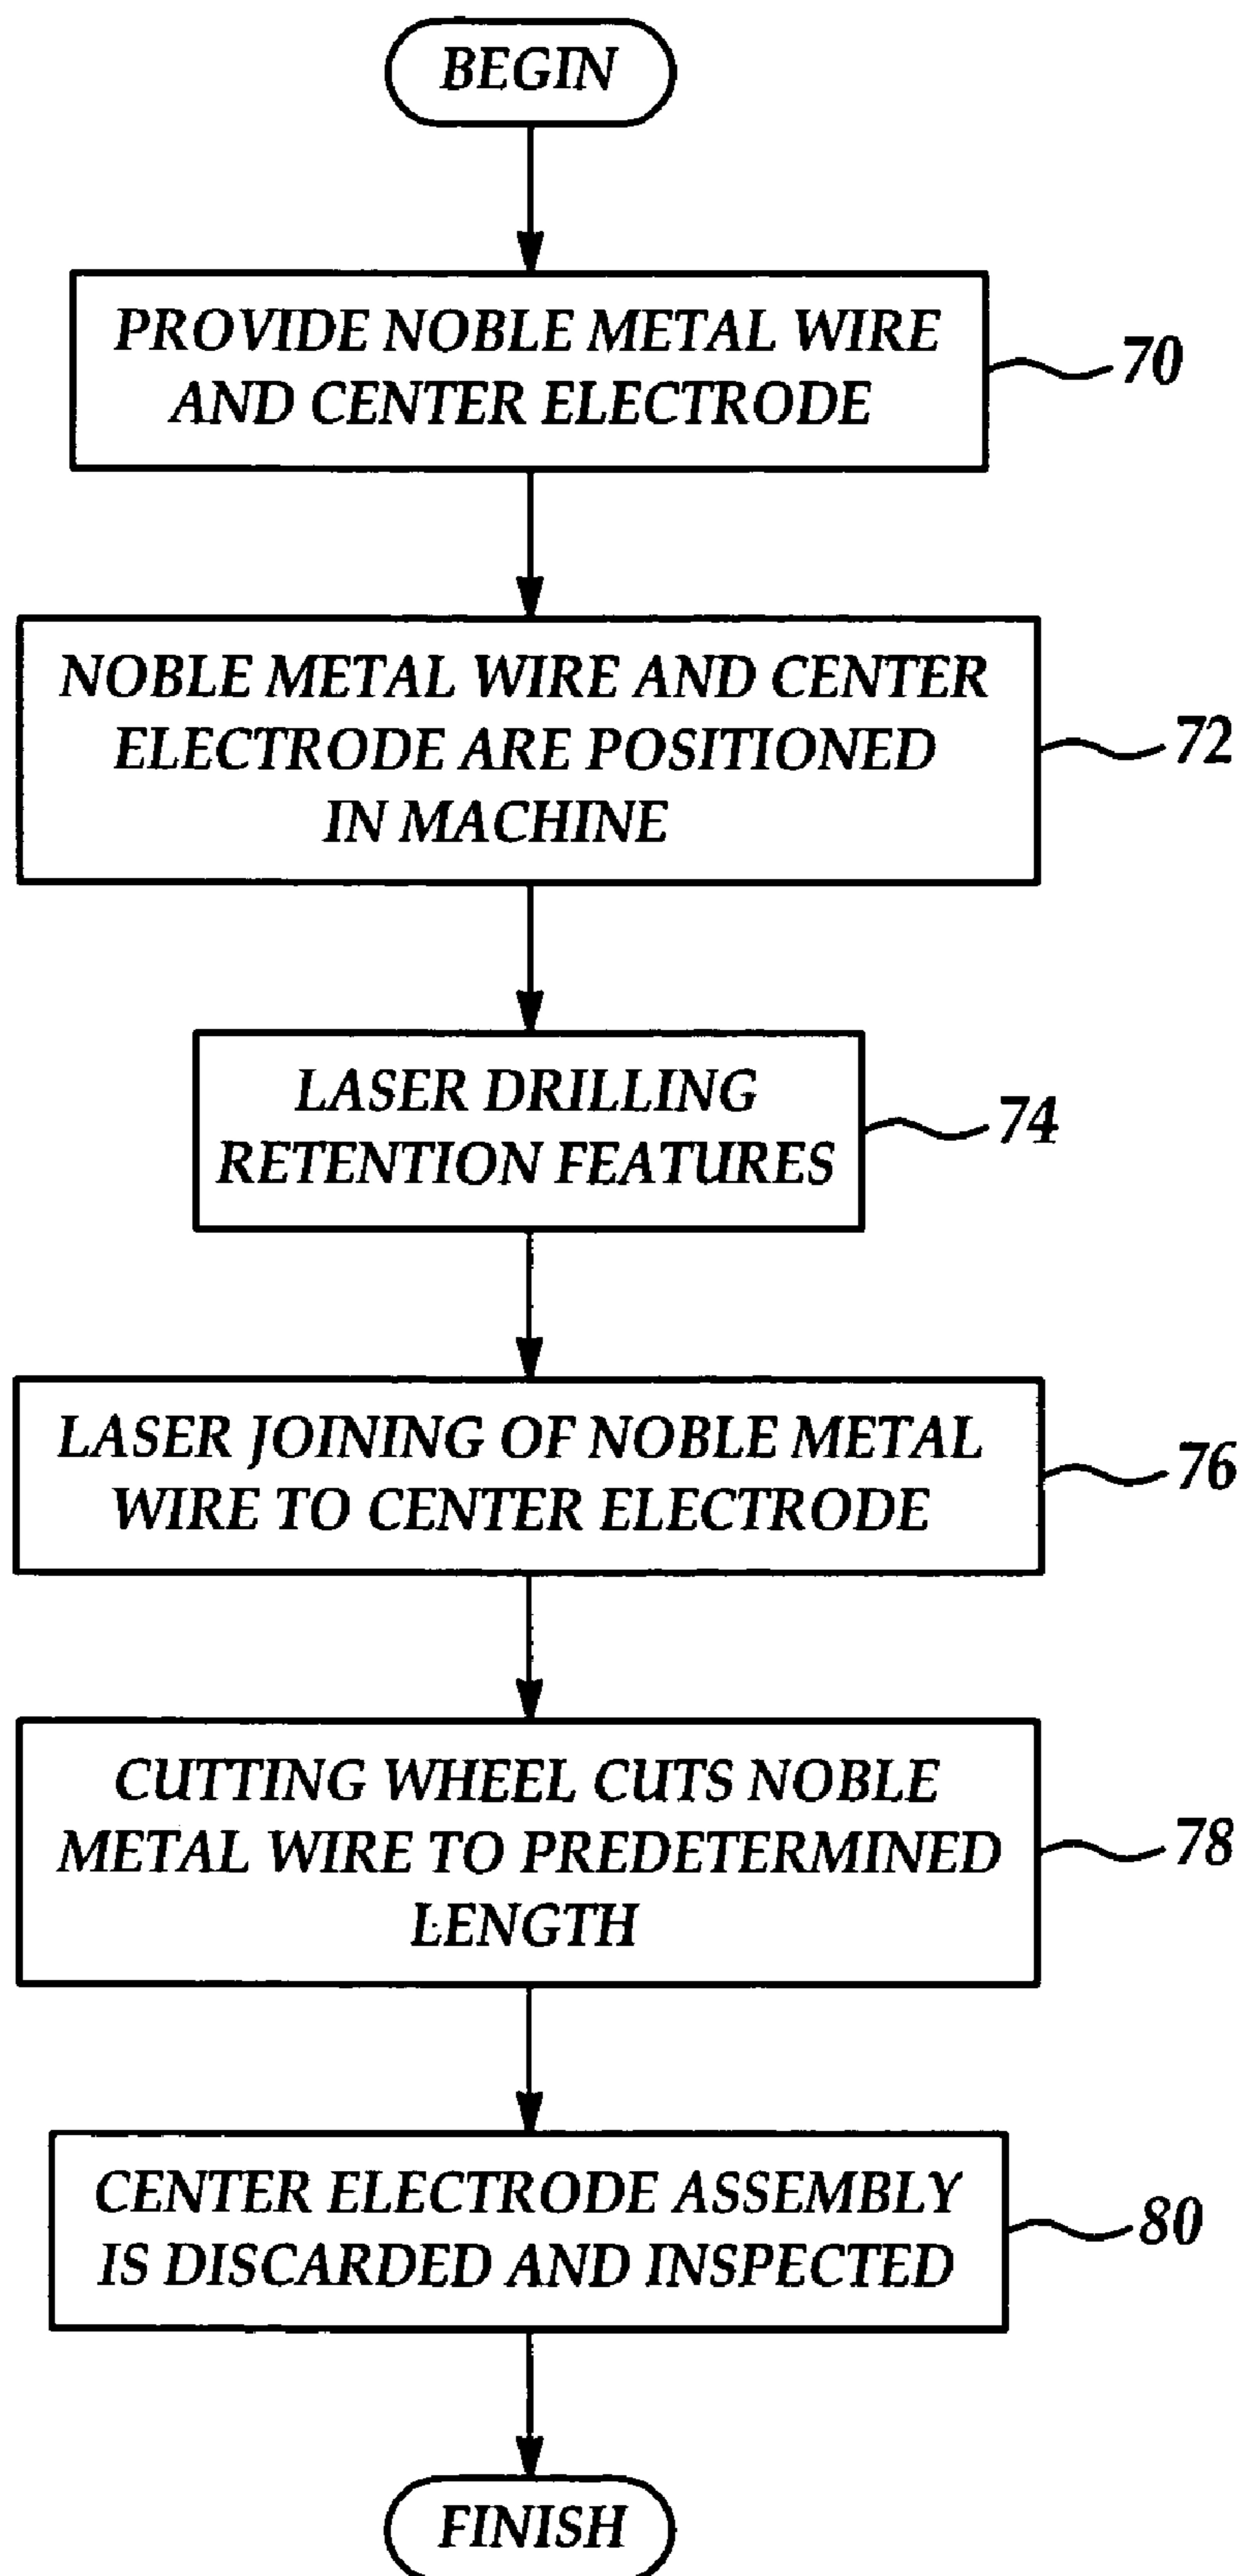 BEGIN
PROVIDE NOBLE METAL WIRE
AND CENTER ELECTRODE
70
NOBLE METAL WIRE AND CENTER
ELECTRODE ARE POSITIONED
IN MACHINE
72
LASER DRILLING
RETENTION FEATURES
74
LASER JOINING OF NOBLE METAL
WIRE TO CENTER ELECTRODE
76
CUTTING WHEEL CUTS NOBLE
METAL WIRE TO PREDETERMINED
LENGTH
78
CENTER ELECTRODE ASSEMBLY
IS DISCARDED AND INSPECTED
80
FINISH